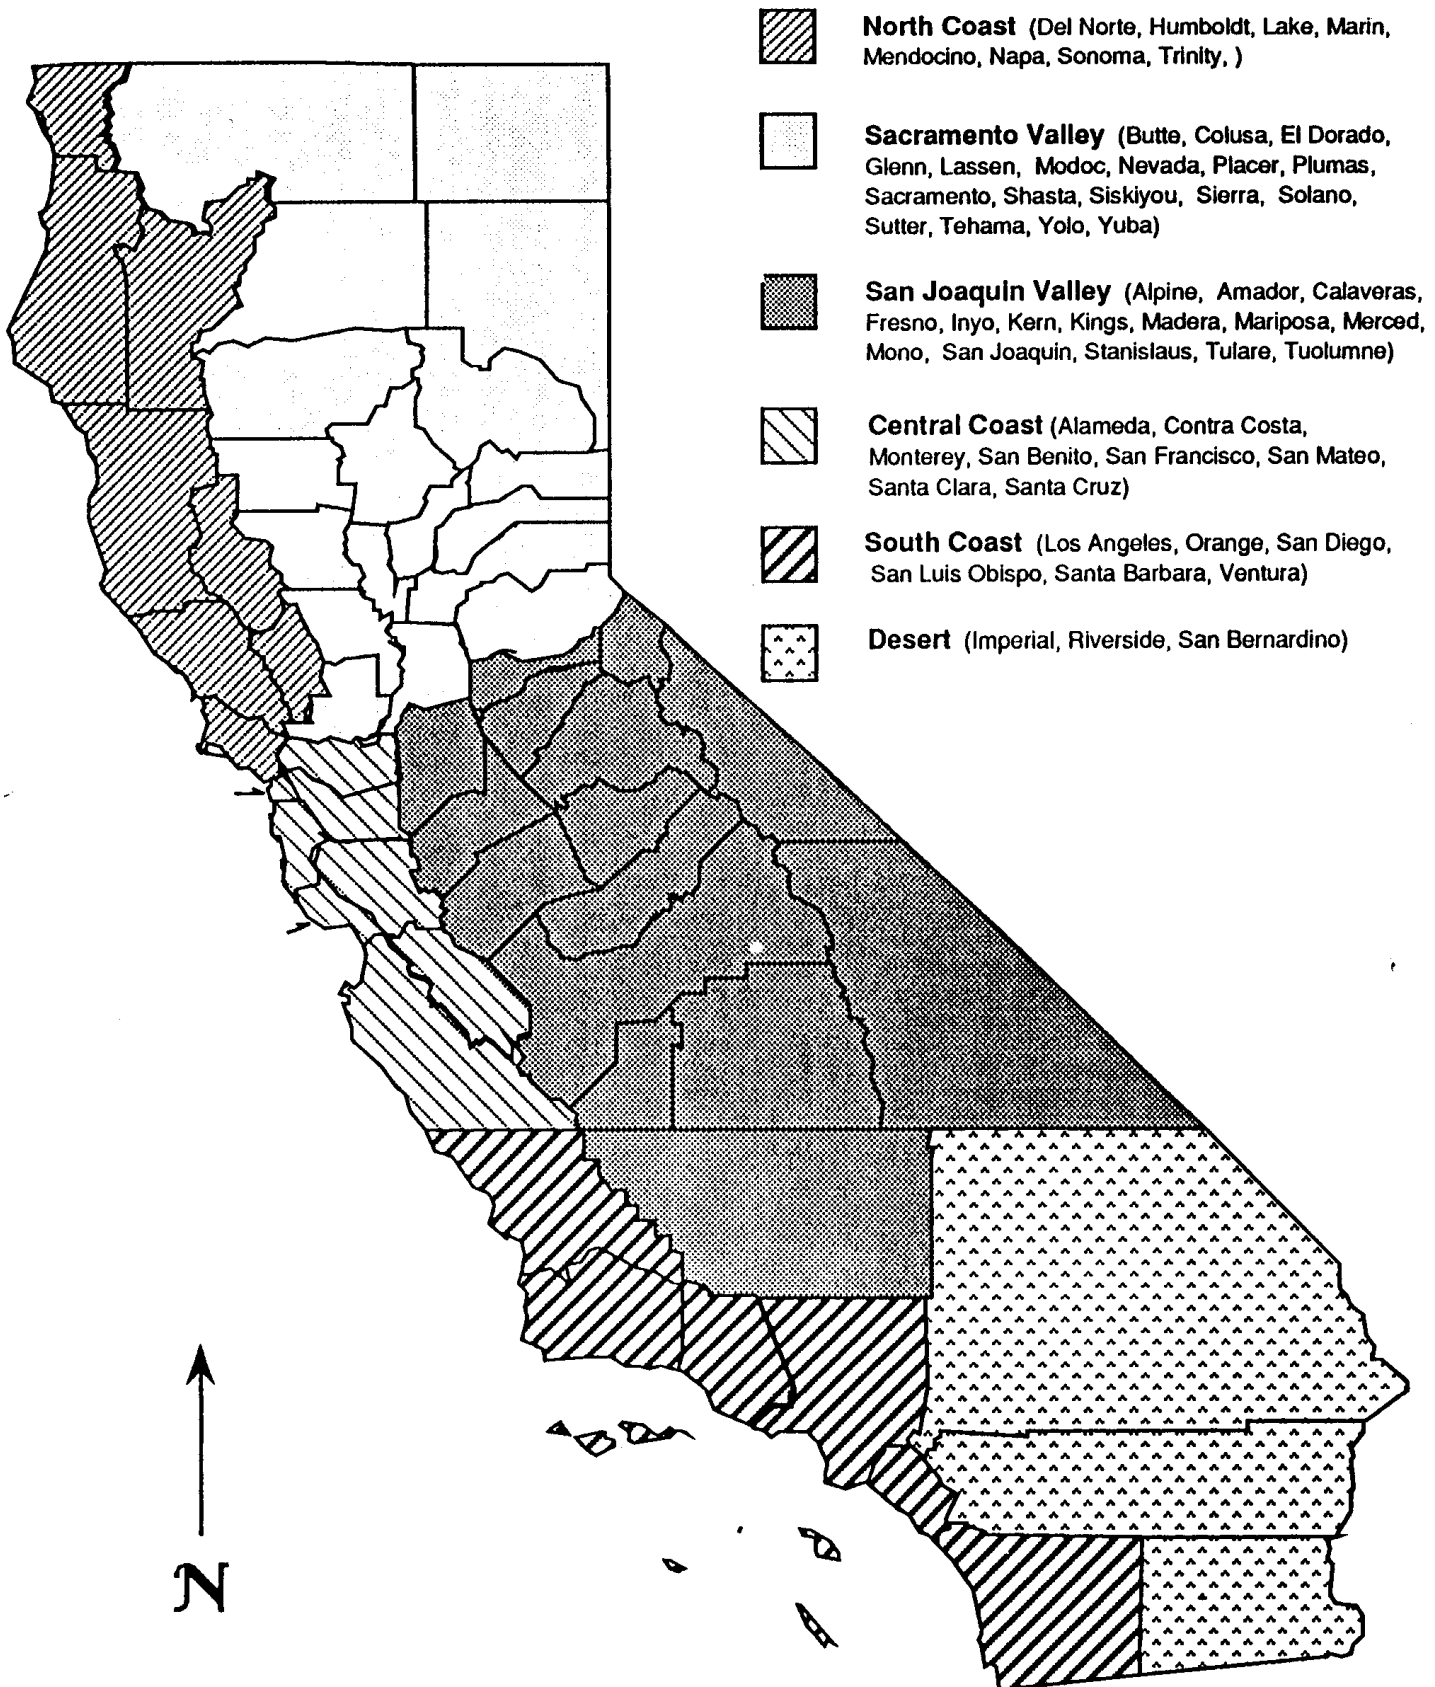 North Coast (Del Norte, Humboldt, Lake, Marin,
Mendocino, Napa, Sonoma, Trinity, )
Sacramento Valley (Butte, Colusa, El Dorado,
Glenn, Lassen, Modoc, Nevada, Placer, Plumas,
Sacramento, Shasta, Siskiyou, Sierra, Solano,
Sutter, Tehama, Yolo, Yuba)
San Joaquin Valley (Alpine, Amador, Calaveras,
Fresno, Inyo, Kern, Kings, Madera, Mariposa, Merced,
Mono, San Joaquin, Stanislaus, Tulare, Tuolumne)
Central Coast (Alameda, Contra Costa,
Monterey, San Benito, San Francisco, San Mateo,
Santa Clara, Santa Cruz)
South Coast (Los Angeles, Orange, San Diego,
San Luis Obispo, Santa Barbara, Ventura)
Desert (Imperial, Riverside, San Bernardino)
N